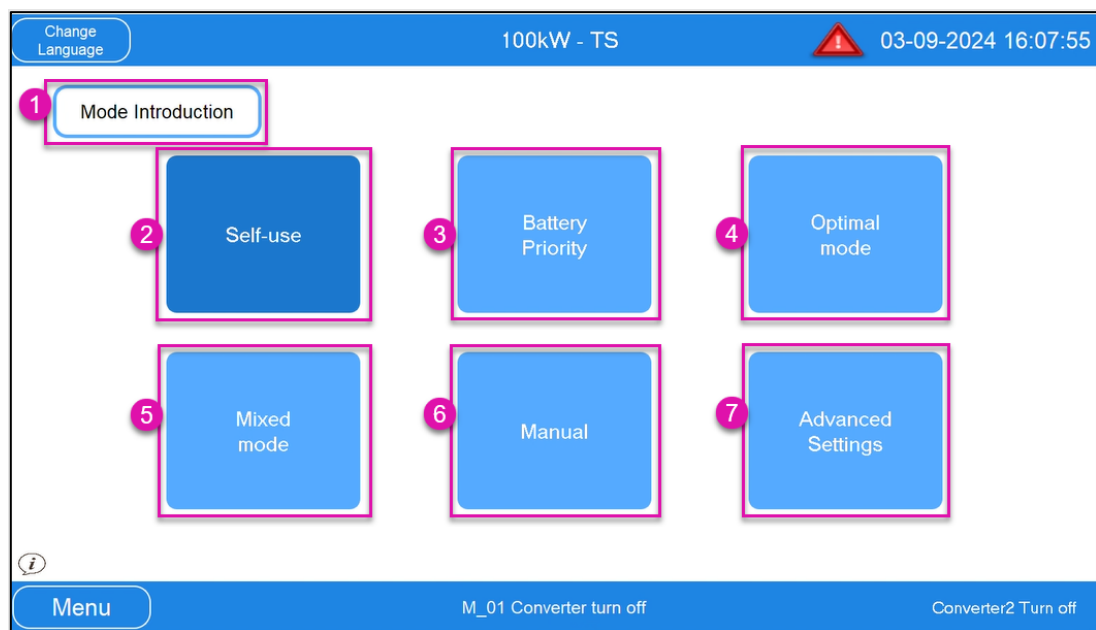 Change
Language
100kW - TS
03-09-2024 16:07:55
1
Mode Introduction
2
Self-use
3
Battery
Priority
4
Optimal
mode
5
Mixed
mode
6
Manual
7
Advanced
Settings
i
Menu
M_01 Converter turn off
Converter2 Turn off